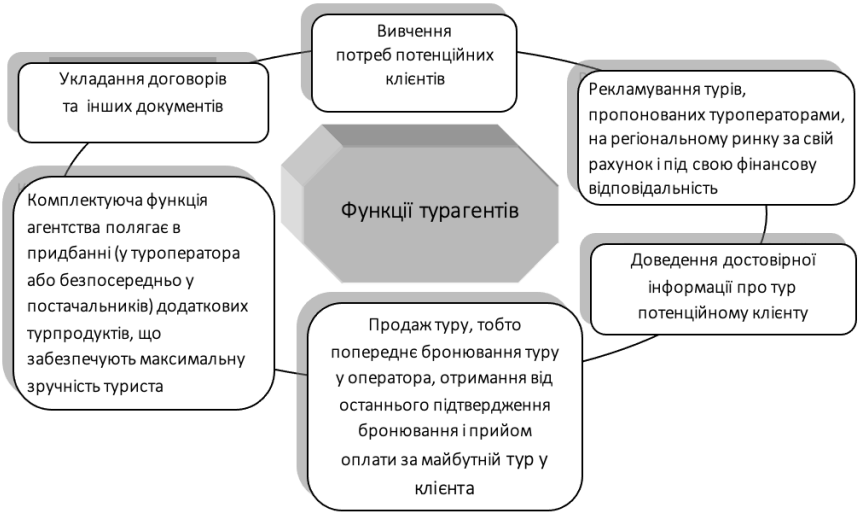 Вивчення
потреб потенційних
клієнтів
Укладання договорів
та інших документів
Рекламування турів,
пропонованих туроператорами,
на регіональному ринку за свій
рахунок і під свою фінансову
відповідальність
Функції турагентів
Комплектуюча функція
агентства полягає в
придбанні (у туроператора
або безпосередньо у
постачальників) додаткових
турпродуктів, що
забезпечують максимальну
зручність туриста
Доведення достовірної
інформації про тур
потенційному клієнту
Продаж туру, тобто
попереднє бронювання туру
у оператора, отримання від
останнього підтвердження
бронювання і прийом
оплати за майбутній тур у
клієнта